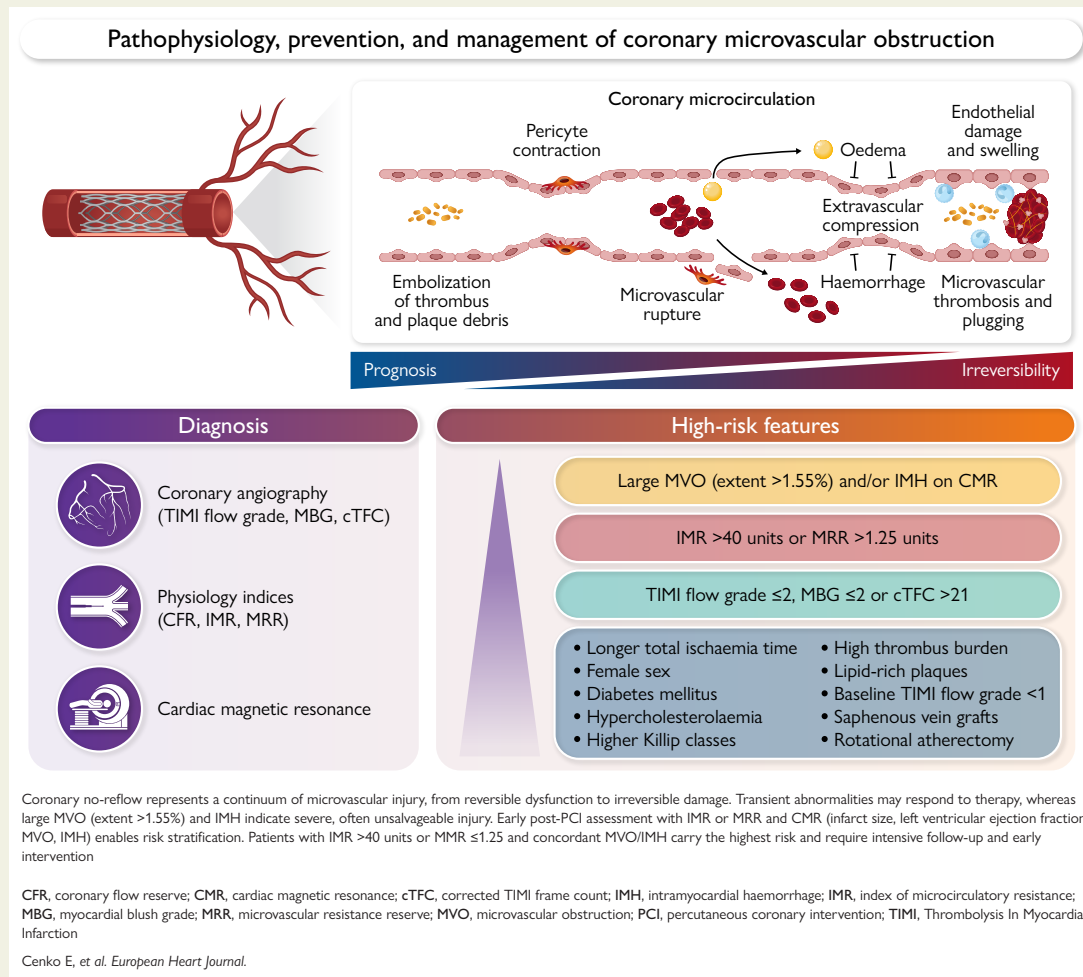 Pathophysiology, prevention, and management of coronary microvascular obstruction
Coronary microcirculation
Pericyte
contraction
Oedema
Endothelial
damage
and swelling
Extravascular
compression
Embolization
of thrombus
and plaque debris
Microvascular
rupture
Haemorrhage
Microvascular
thrombosis and
plugging
Prognosis
Irreversibility
Diagnosis
Coronary angiography
(TIMI flow grade, MBG, cTFC)
Physiology indices
(CFR, IMR, MRR)
Cardiac magnetic resonance
High-risk features
Large MVO (extent >1.55%) and/or IMH on CMR
IMR >40 units or MRR >1.25 units
TIMI flow grade ≤2, MBG ≤2 or cTFC >21
• Longer total ischaemia time
• Female sex
• Diabetes mellitus
• Hypercholesterolaemia
• Higher Killip classes
• High thrombus burden
• Lipid-rich plaques
• Baseline TIMI flow grade <1
• Saphenous vein grafts
• Rotational atherectomy
Coronary no-reflow represents a continuum of microvascular injury, from reversible dysfunction to irreversible damage. Transient abnormalities may respond to therapy, whereas
large MVO (extent >1.55%) and IMH indicate severe, often unsalvageable injury. Early post-PCI assessment with IMR or MRR and CMR (infarct size, left ventricular ejection fraction
MVO, IMH) enables risk stratification. Patients with IMR >40 units or MMR ≤1.25 and concordant MVO/IMH carry the highest risk and require intensive follow-up and early
intervention
CFR, coronary flow reserve; CMR, cardiac magnetic resonance; cTFC, corrected TIMI frame count; IMH, intramyocardial haemorrhage; IMR, index of microcirculatory resistance;
MBG, myocardial blush grade; MRR, microvascular resistance reserve; MVO, microvascular obstruction; PCI, percutaneous coronary intervention; TIMI, Thrombolysis In Myocardia
Infarction
Cenko E, et al. European Heart Journal.